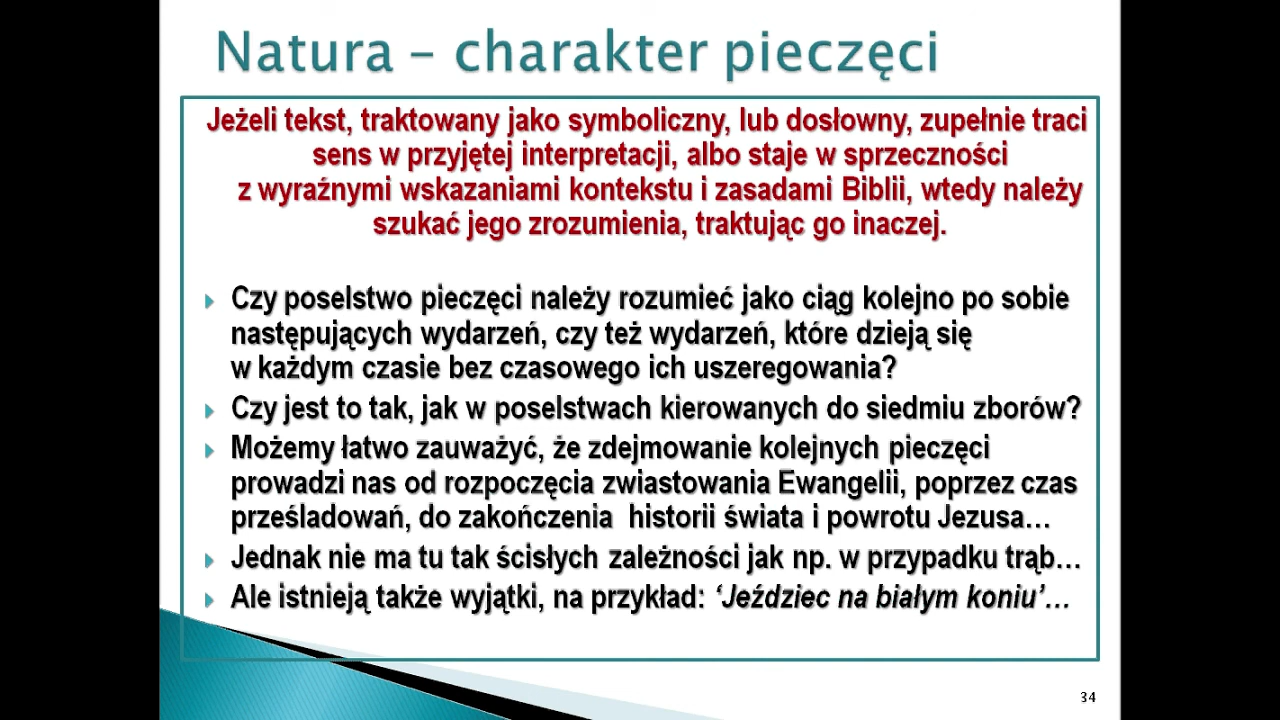 Natura – charakter pieczęci
Jeżeli tekst, traktowany jako symboliczny, lub dosłowny, zupełnie traci
sens w przyjętej interpretacji, albo staje w sprzeczności
z wyraźnymi wskazaniami kontekstu i zasadami Biblii, wtedy należy
szukać jego zrozumienia, traktując go inaczej.
Czy poselstwo pieczęci należy rozumieć jako ciąg kolejno po sobie
następujących wydarzeń, czy też wydarzeń, które dzieją się
w każdym czasie bez czasowego ich uszeregowania?
Czy jest to tak, jak w poselstwach kierowanych do siedmiu zborów?
Możemy łatwo zauważyć, że zdejmowanie kolejnych pieczęci
prowadzi nas od rozpoczęcia zwiastowania Ewangelii, poprzez czas
prześladowań, do zakończenia historii świata i powrotu Jezusa...
Jednak nie ma tu tak ścisłych zależności jak np. w przypadku trąb...
Ale istnieją także wyjątki, na przykład: ‘Jeździec na białym koniu’...
34